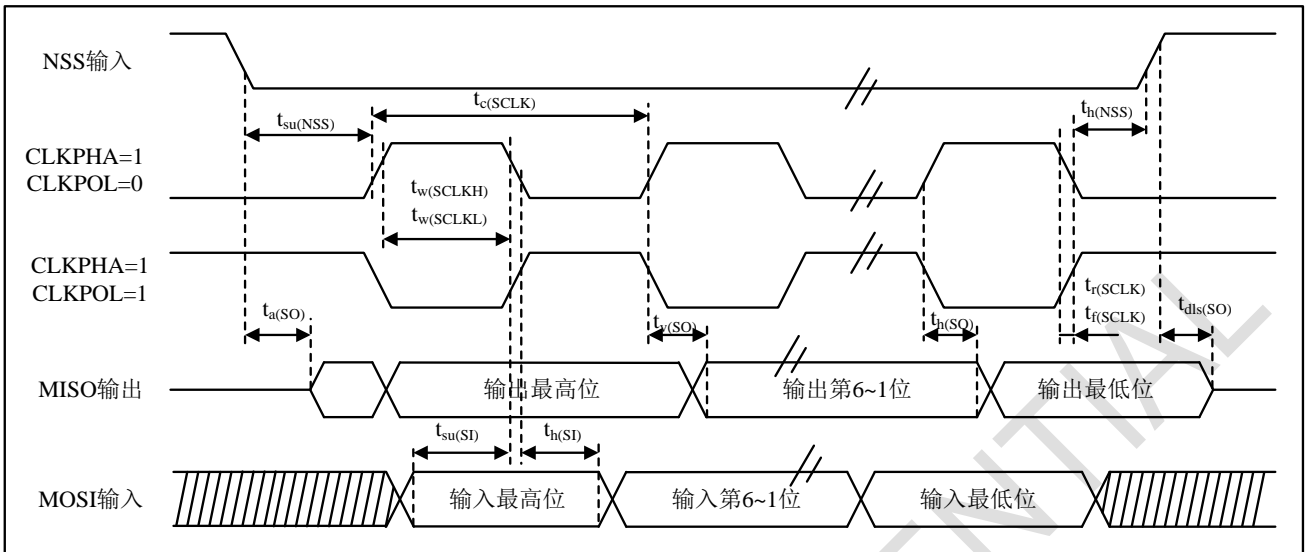 NSS输入
tc(SCLK)
tsu(NSS)
th(NSS)
CLKPHA=1
CLKPOL=0
tw(SCLKH)
tw(SCLKL)
CLKPHA=1
CLKPOL=1
tr(SCLK)
tf(SCLK)
ta(SO)
tv(SO)
th(SO)
tdls(SO)
MISO输出
输出最高位
输出第6~1位
输出最低位
tsu(SI)
th(SI)
MOSI输入
输入最高位
输入第6~1位
输入最低位
ENTIAL